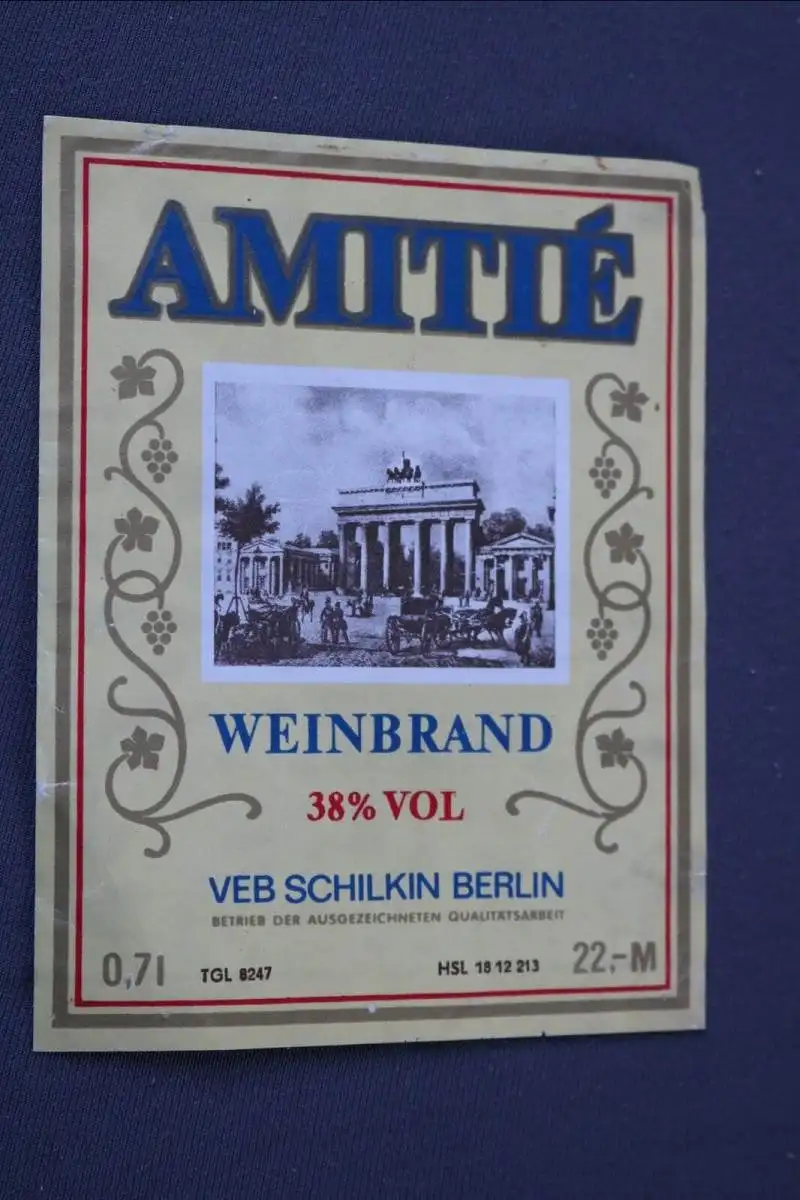 AMITIÉ
WEINBRAND
38% VOL
VEB SCHILKIN BERLIN
BETRIEB DER AUSGEZEICHNETEN QUALITÄTSARBEIT
0,7l TGL 8247 HSL 18 12 213 22,-M